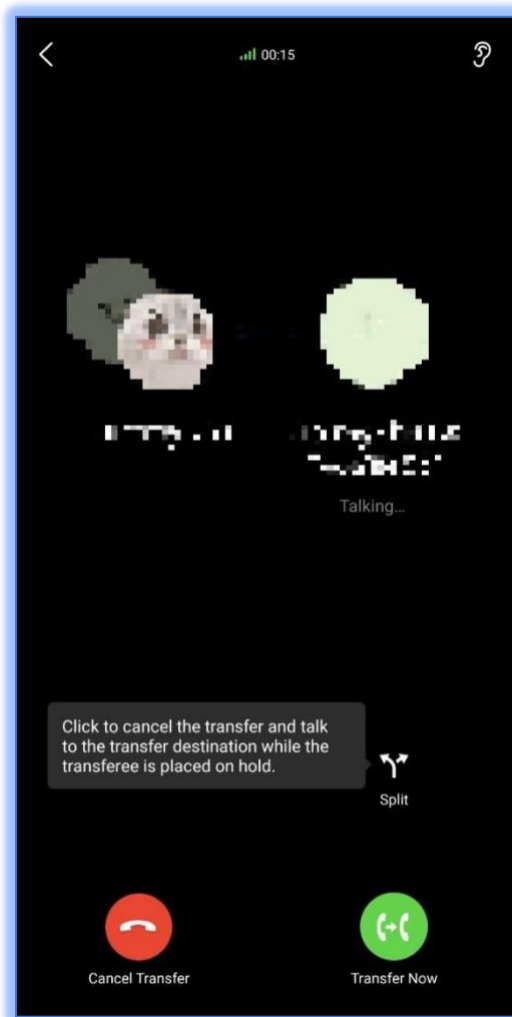 00:15
Talking...
Click to cancel the transfer and talk
to the transfer destination while the
transferee is placed on hold.
Split
Cancel Transfer
Transfer Now